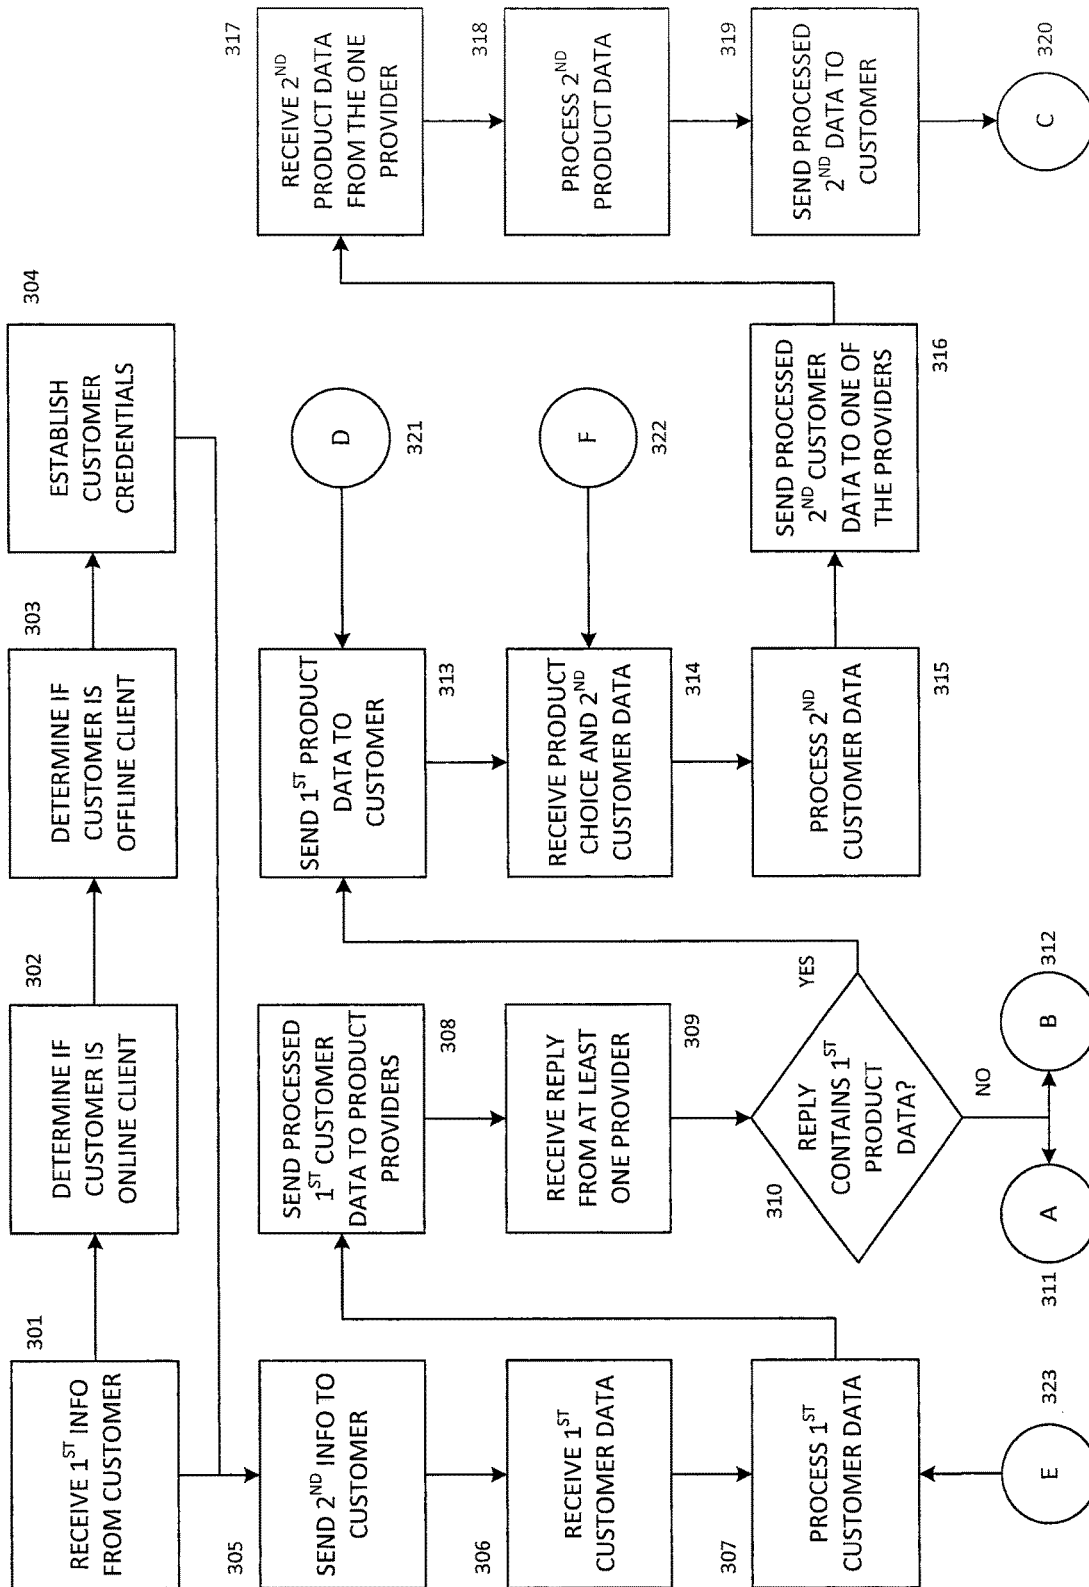 301
RECEIVE 1ST INFO
FROM CUSTOMER
302
DETERMINE IF
CUSTOMER IS
ONLINE CLIENT
303
DETERMINE IF
CUSTOMER IS
OFFLINE CLIENT
304
ESTABLISH
CUSTOMER
CREDENTIALS
305
SEND 2ND INFO TO
CUSTOMER
306
RECEIVE 1ST
CUSTOMER DATA
307
PROCESS 1ST
CUSTOMER DATA
E
323
SEND PROCESSED
1ST CUSTOMER
DATA TO PRODUCT
PROVIDERS
308
RECEIVE REPLY
FROM AT LEAST
ONE PROVIDER
309
310
REPLY
CONTAINS 1ST
PRODUCT
DATA?
YES
NO
A
311
B
312
SEND 1ST PRODUCT
DATA TO
CUSTOMER
313
D
321
RECEIVE PRODUCT
CHOICE AND 2ND
CUSTOMER DATA
314
F
322
PROCESS 2ND
CUSTOMER DATA
315
SEND PROCESSED
2ND CUSTOMER
DATA TO ONE OF
THE PROVIDERS
316
317
RECEIVE 2ND
PRODUCT DATA
FROM THE ONE
PROVIDER
318
PROCESS 2ND
PRODUCT DATA
319
SEND PROCESSED
2ND DATA TO
CUSTOMER
320
C